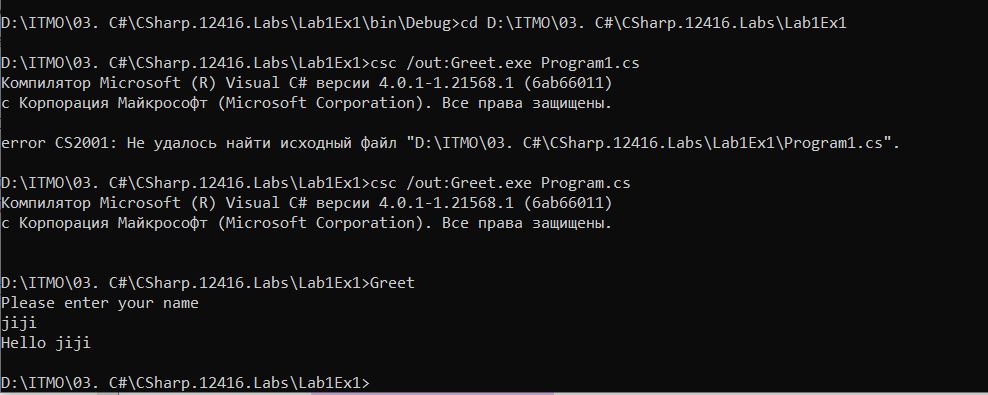 D:\ITMO\03. C#\CSharp.12416.Labs\Lab1Ex1\bin\Debug>cd D:\ITMO\03. C#\CSharp.12416.Labs\Lab1Ex1
D:\ITMO\03. C#\CSharp.12416.Labs\Lab1Ex1>csc /out:Greet.exe Program1.cs
Компилятор Microsoft (R) Visual C# версии 4.0.1-1.21568.1 (6ab66011)
с Корпорация Майкрософт (Microsoft Corporation). Все права защищены.
error CS2001: Не удалось найти исходный файл "D:\ITMO\03. C#\CSharp.12416.Labs\Lab1Ex1\Program1.cs".
D:\ITMO\03. C#\CSharp.12416.Labs\Lab1Ex1>csc /out:Greet.exe Program.cs
Компилятор Microsoft (R) Visual C# версии 4.0.1-1.21568.1 (6ab66011)
с Корпорация Майкрософт (Microsoft Corporation). Все права защищены.
D:\ITMO\03. C#\CSharp.12416.Labs\Lab1Ex1>Greet
Please enter your name
jiji
Hello jiji
D:\ITMO\03. C#\CSharp.12416.Labs\Lab1Ex1>